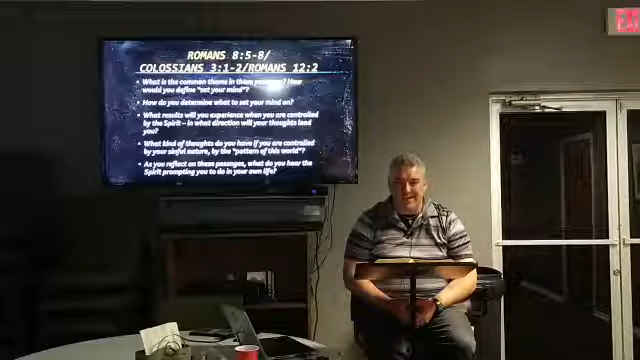 ROMANS 8:5-8/
COLOSSIANS 3:1-2/ROMANS 12:2
• What is the common theme in these passages? How
would you define "set your mind"?
• How do you determine what to set your mind on?
• What results will you experience when you are controlled
by the Spirit – in what direction will your thoughts lead
you?
• What kind of thoughts do you have if you are controlled
by your sinful nature, by the "pattern of this world"?
• As you reflect on these passages, what do you hear the
Spirit prompting you to do in your own life?
EXI